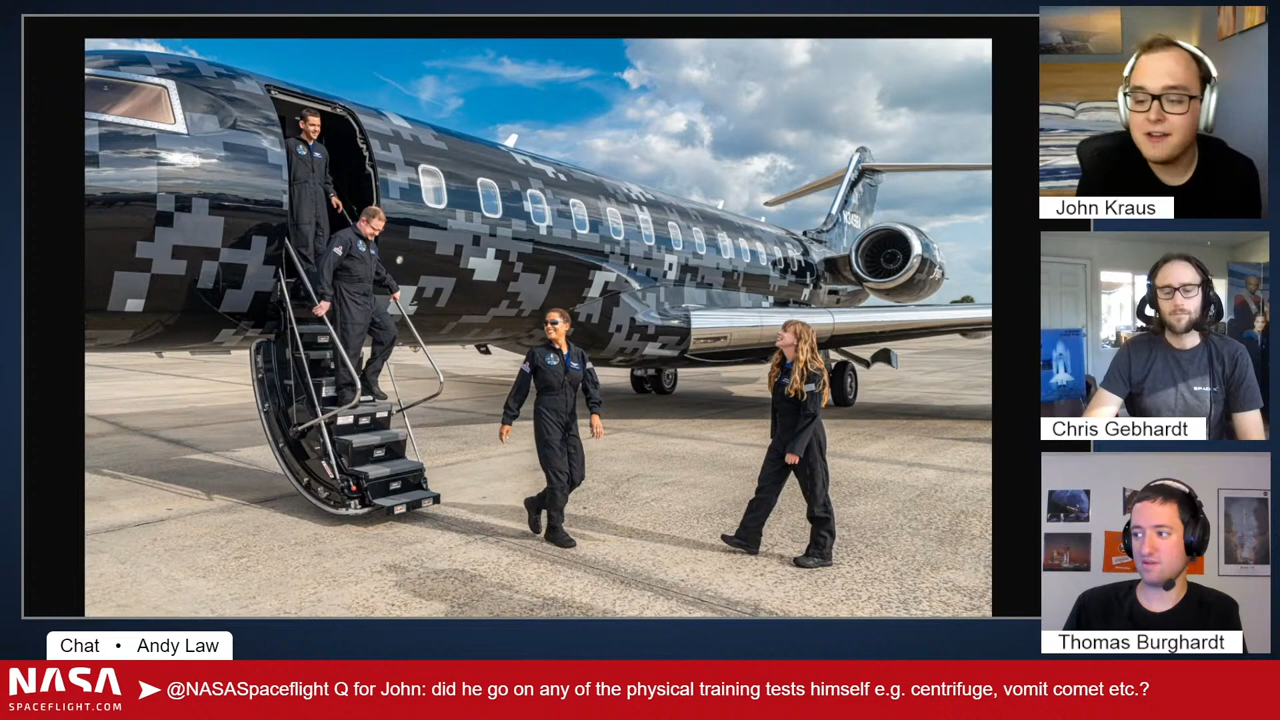 N345BA
John Kraus
Chris Gebhardt
Thomas Burghardt
Chat • Andy Law
NASA
SPACEFLIGHT.COM
@NASASpaceflight Q for John: did he go on any of the physical training tests himself e.g. centrifuge, vomit comet etc.?